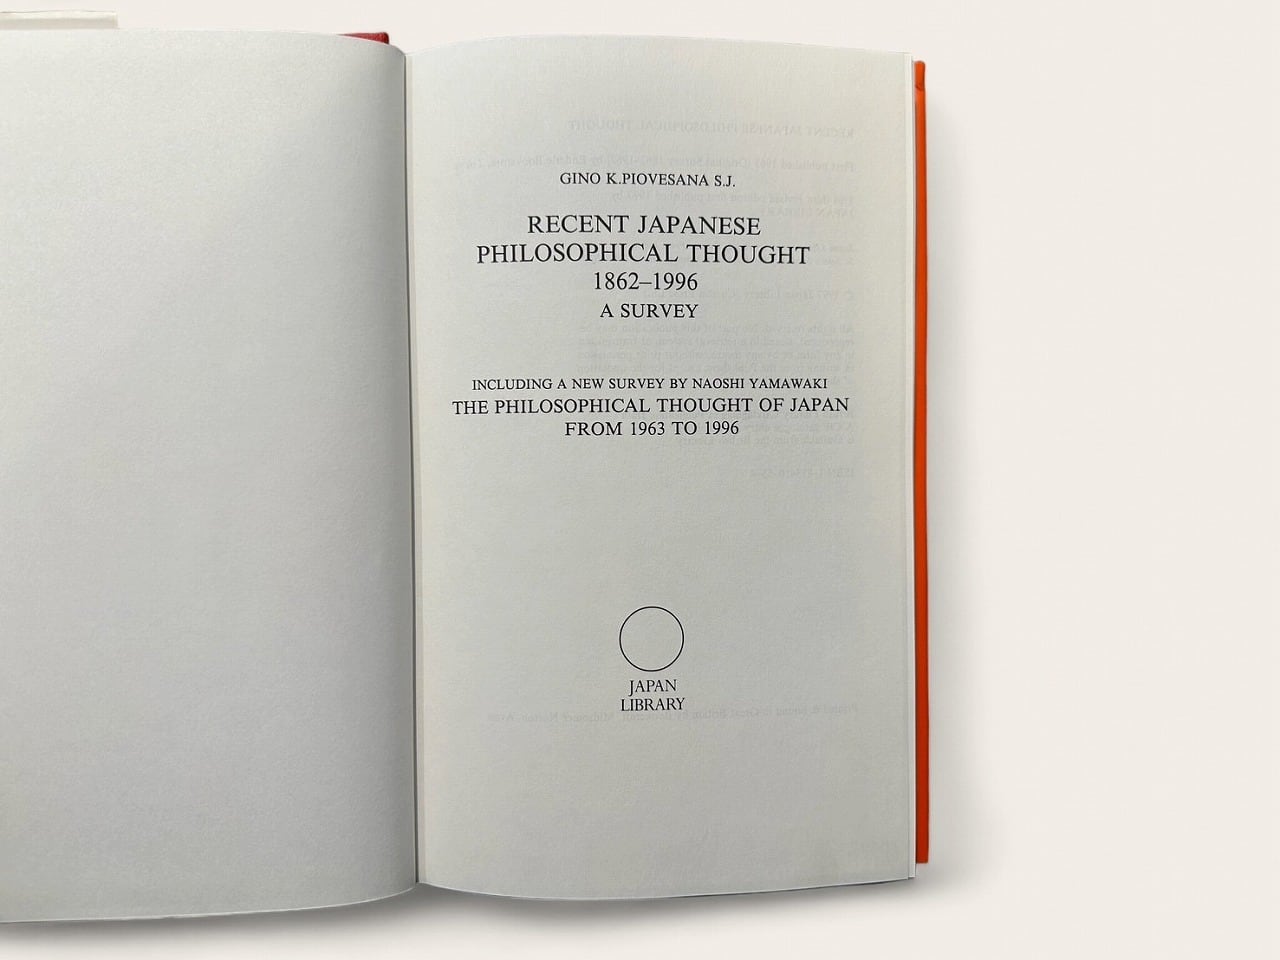 GINO K.PIOVESANA S.J.
RECENT JAPANESE
PHILOSOPHICAL THOUGHT
1862–1996
A SURVEY
INCLUDING A NEW SURVEY BY NAOSHI YAMAWAKI
THE PHILOSOPHICAL THOUGHT OF JAPAN
FROM 1963 TO 1996
JAPAN
LIBRARY